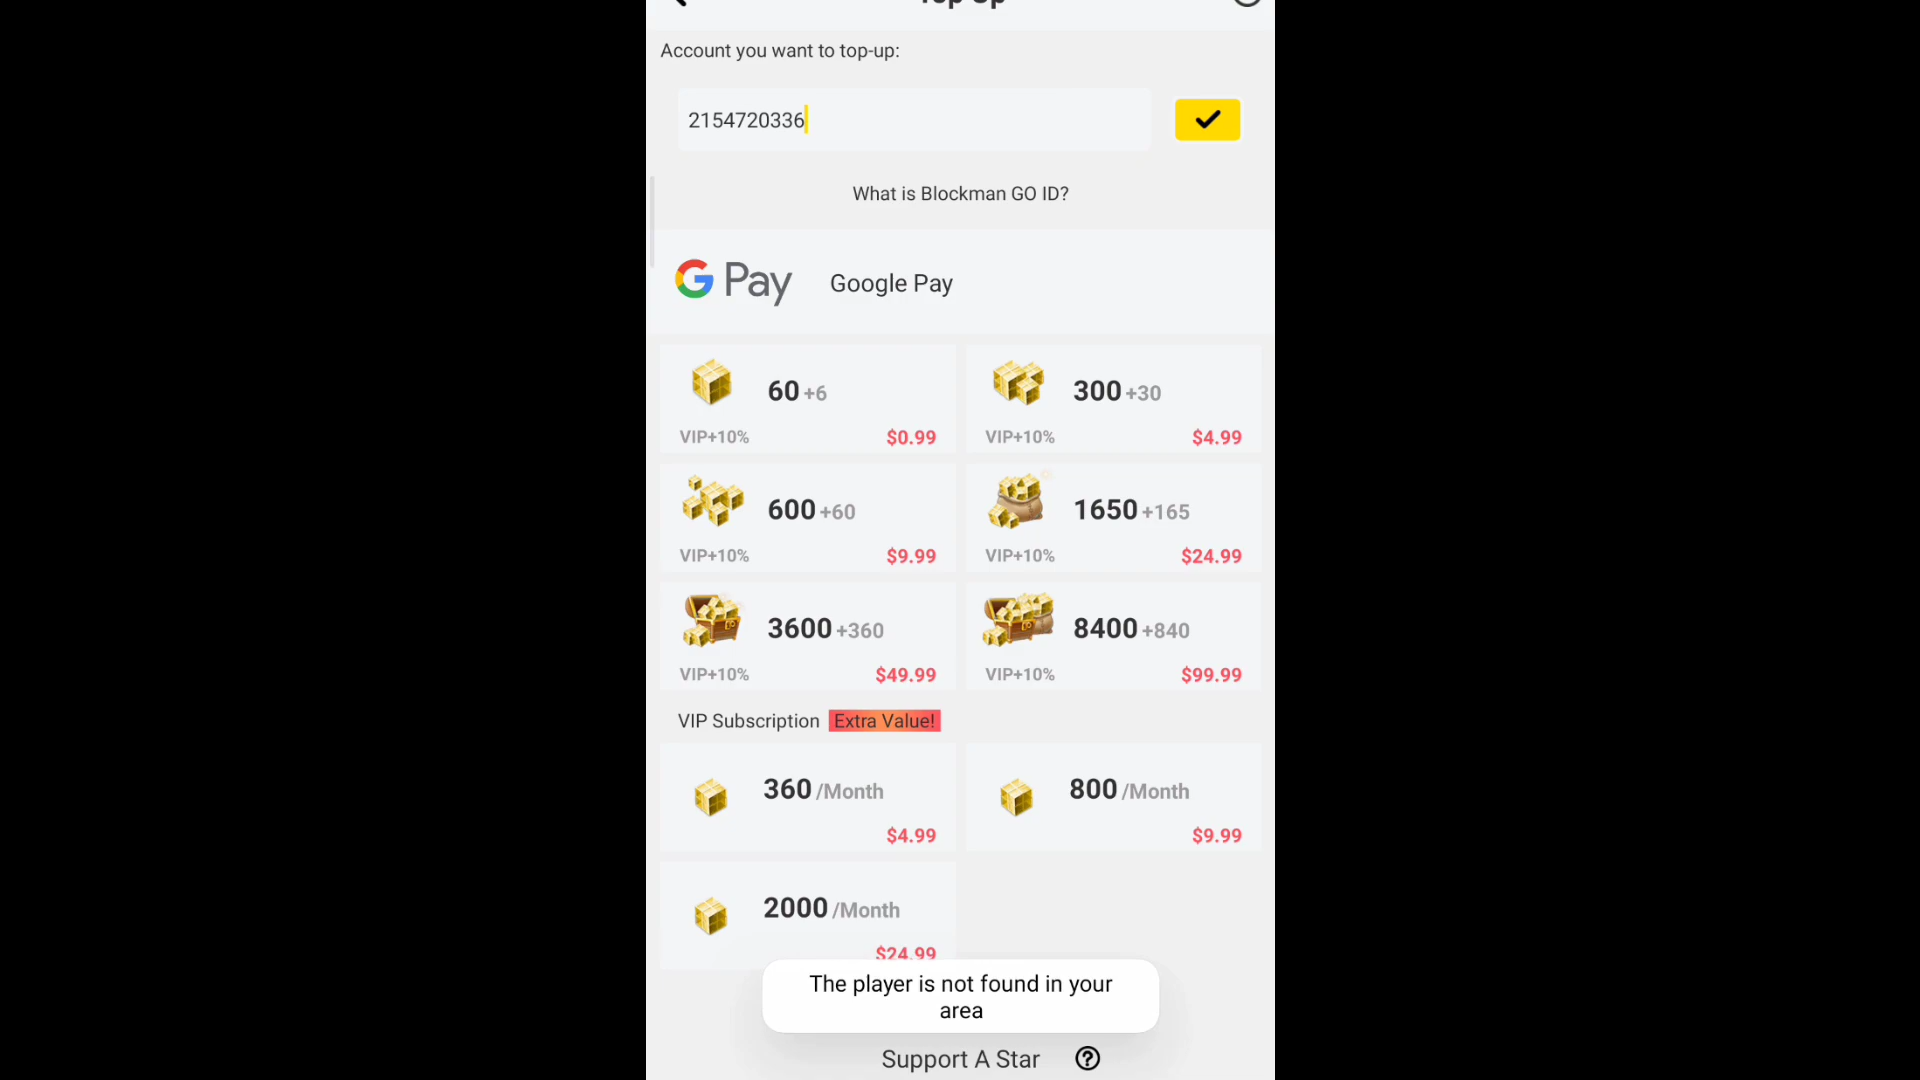 Top Up
Account you want to top-up:
2154720336
What is Blockman GO ID?
G Pay Google Pay
60 +6
VIP+10% $0.99
300 +30
VIP+10% $4.99
600 +60
VIP+10% $9.99
1650 +165
VIP+10% $24.99
3600 +360
VIP+10% $49.99
8400 +840
VIP+10% $99.99
VIP Subscription Extra Value!
360 /Month
$4.99
800 /Month
$9.99
2000 /Month
$24.99
The player is not found in your
area
Support A Star ?